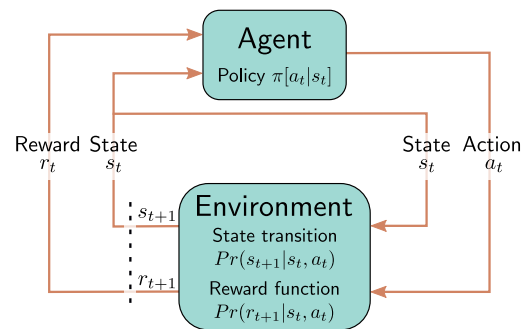 Agent
Policy π[a_t|s_t]
Reward
r_t
State
s_t
State
s_t
Action
a_t
s_{t+1}
Environment
State transition
Pr(s_{t+1}|s_t, a_t)
r_{t+1}
Reward function
Pr(r_{t+1}|s_t, a_t)